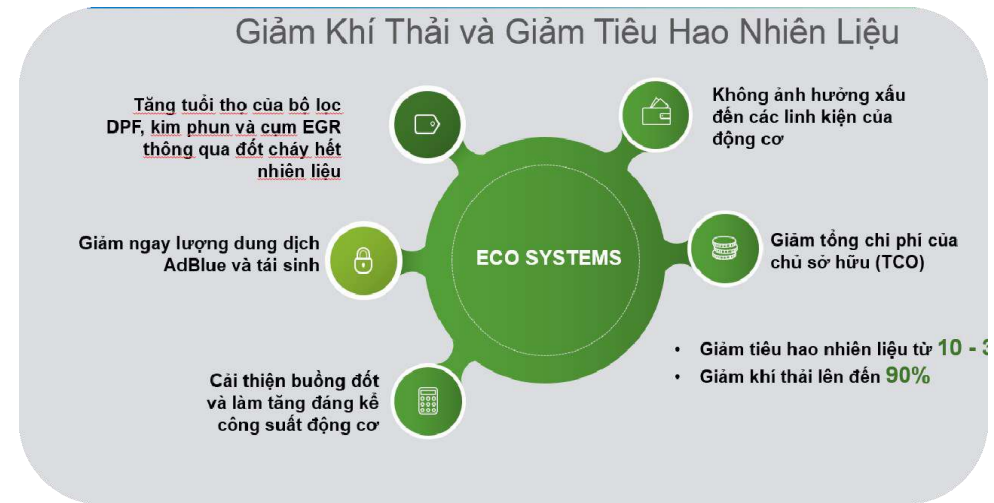 Giảm Khí Thải và Giảm Tiêu Hao Nhiên Liệu
Tăng tuổi thọ của bộ lọc
DPF, kim phun và cụm EGR
thông qua đốt cháy hết
nhiên liệu
Không ảnh hưởng xấu
đến các linh kiện của
động cơ
Giảm ngay lượng dung dịch
AdBlue và tái sinh
ECO SYSTEMS
Giảm tổng chi phí của
chủ sở hữu (TCO)
Cải thiện buồng đốt
và làm tăng đáng kể
công suất động cơ
• Giảm tiêu hao nhiên liệu từ 10 -
• Giảm khí thải lên đến 90%